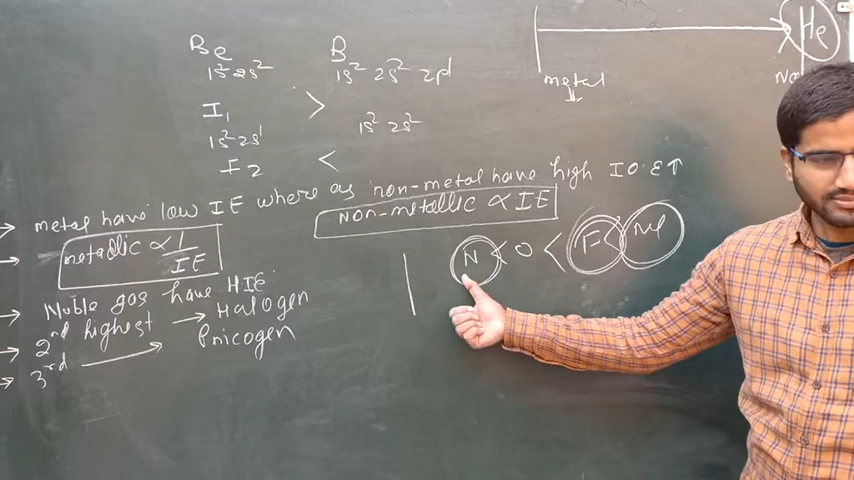 Be B He
1s² 2s² 1s² 2s² 2p¹
metal
I₁ >
1s² 2s¹ 1s² 2s²
I₂ <
metal have low IE where as non-metal have high I O.E↑
non-metallic ∝ IE
metallic ∝ 1/IE
N < O < F <
Noble gas have HIE
2nd highest → Halogen
3rd → Pnicogen